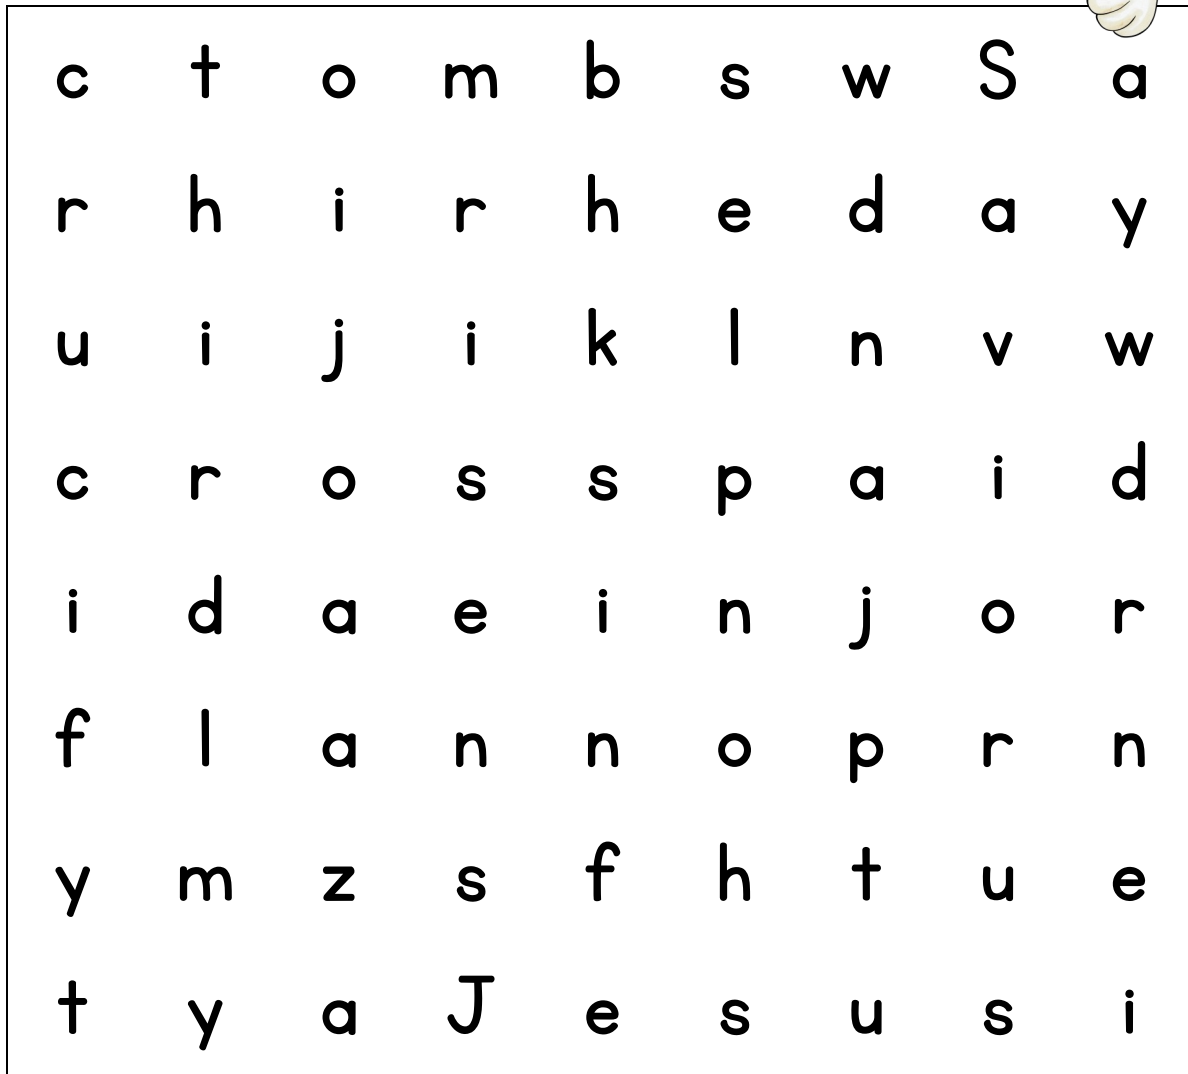 c t o m b s w S a
r h i r h e d a y
u i j i k l n v w
c r o s s p a i d
i d a e i n j o r
f l a n n o p r n
y m z s f h t u e
t y a J e s u s i